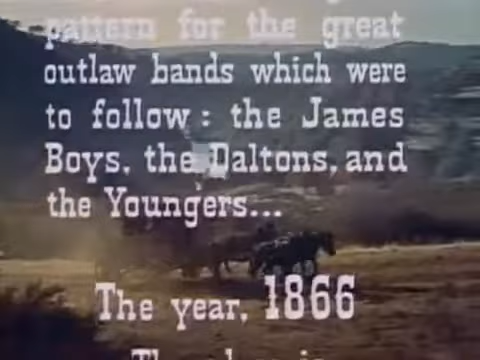 pattern for the great
outlaw bands which were
to follow: the James
Boys, the Daltons, and
the Youngers...
The year, 1866